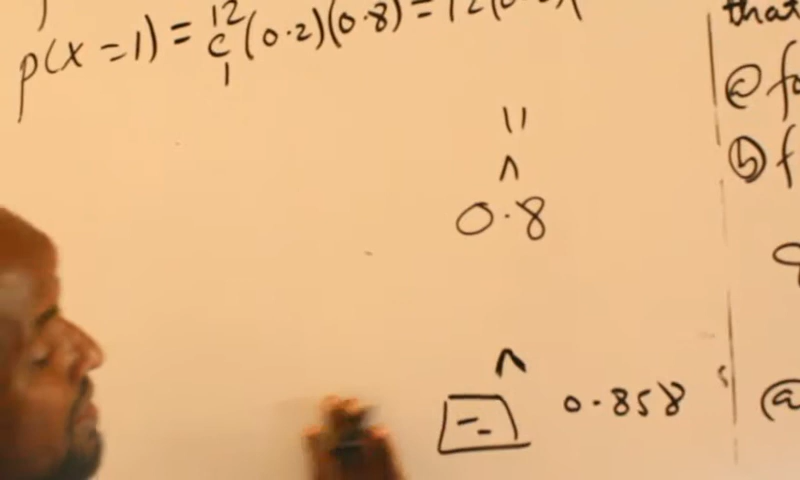 p(x=1) = 12C1 (0.2)(0.8) = 12(0.
that
11
^
0.8
^
0.858
(a) f
(b) f
(a